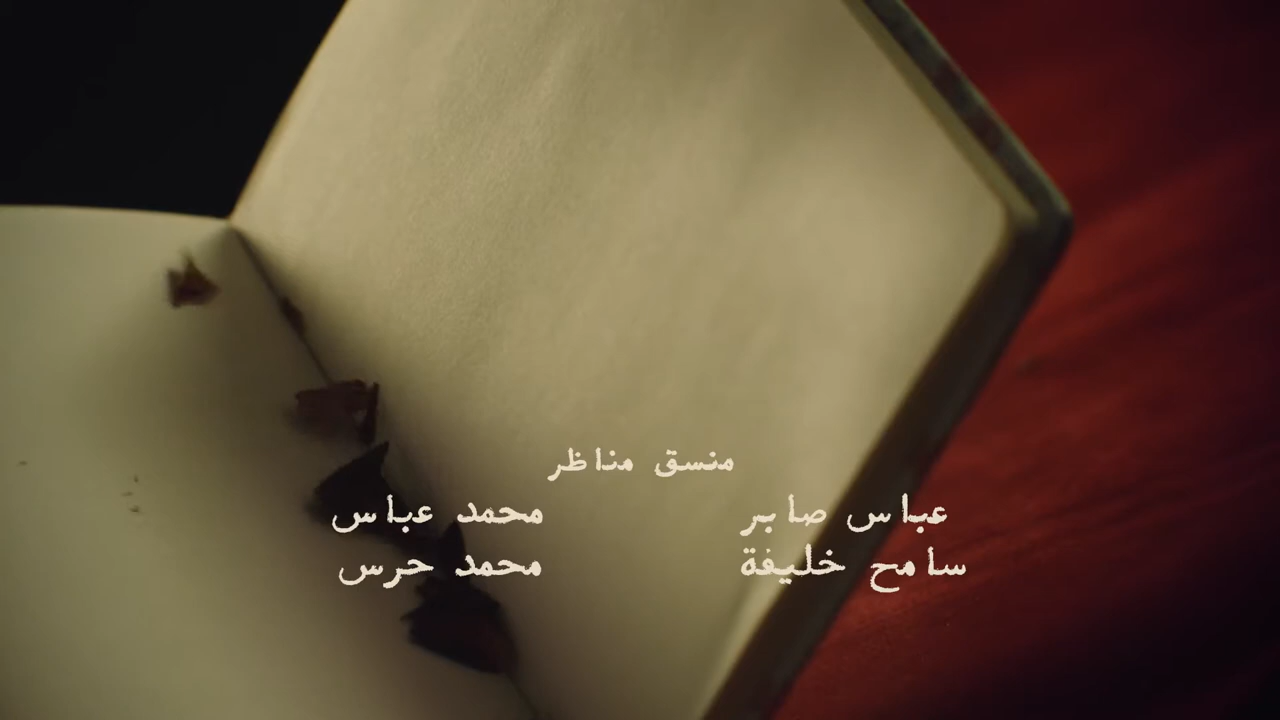 منسق مناظر
عباس صابر محمد عباس
سامح خليفة محمد حرس